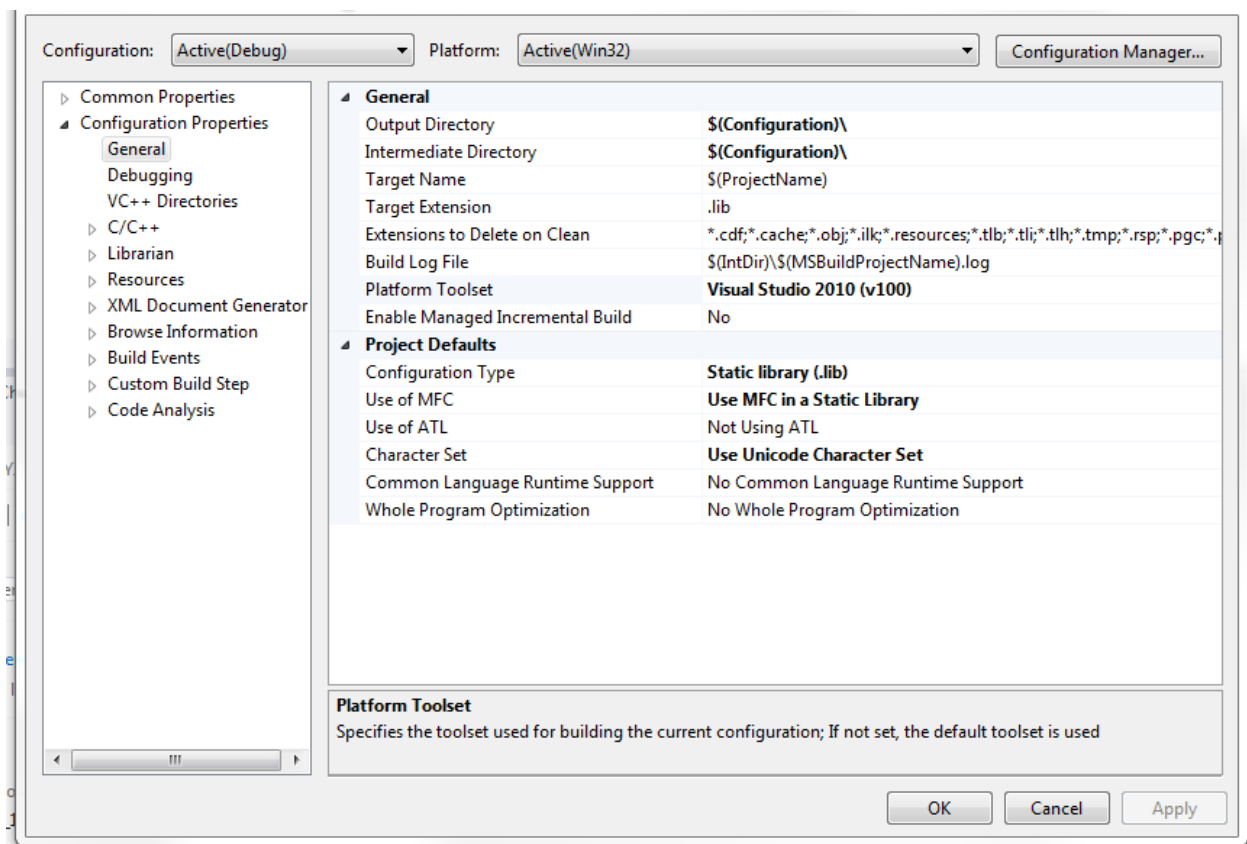 Configuration: Active(Debug) Platform: Active(Win32) Configuration Manager...
Common Properties
Configuration Properties
General
Debugging
VC++ Directories
C/C++
Librarian
Resources
XML Document Generator
Browse Information
Build Events
Custom Build Step
Code Analysis
General
Output Directory $(Configuration)\
Intermediate Directory $(Configuration)\
Target Name $(ProjectName)
Target Extension .lib
Extensions to Delete on Clean *.cdf;*.cache;*.obj;*.ilk;*.resources;*.tlb;*.tli;*.tlh;*.tmp;*.rsp;*.pgc;*.p
Build Log File $(IntDir)\$(MSBuildProjectName).log
Platform Toolset Visual Studio 2010 (v100)
Enable Managed Incremental Build No
Project Defaults
Configuration Type Static library (.lib)
Use of MFC Use MFC in a Static Library
Use of ATL Not Using ATL
Character Set Use Unicode Character Set
Common Language Runtime Support No Common Language Runtime Support
Whole Program Optimization No Whole Program Optimization
Platform Toolset
Specifies the toolset used for building the current configuration; If not set, the default toolset is used
OK Cancel Apply